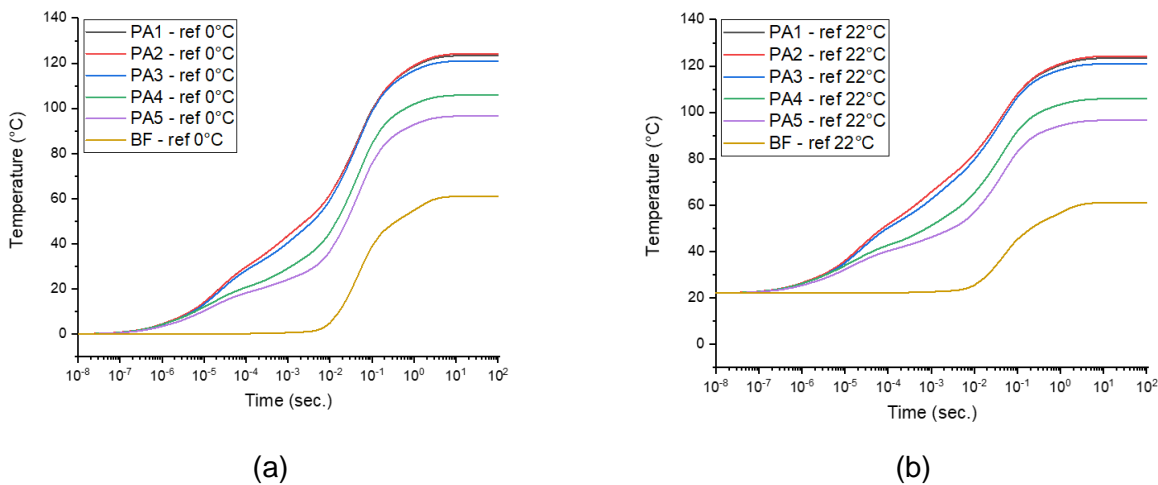 PA1 - ref 0°C
PA2 - ref 0°C
PA3 - ref 0°C
PA4 - ref 0°C
PA5 - ref 0°C
BF - ref 0°C
Temperature (°C)
140
120
100
80
60
40
20
0
10⁻⁸ 10⁻⁷ 10⁻⁶ 10⁻⁵ 10⁻⁴ 10⁻³ 10⁻² 10⁻¹ 10⁰ 10¹ 10²
Time (sec.)
(a)
PA1 - ref 22°C
PA2 - ref 22°C
PA3 - ref 22°C
PA4 - ref 22°C
PA5 - ref 22°C
BF - ref 22°C
Temperature (°C)
140
120
100
80
60
40
20
0
10⁻⁸ 10⁻⁷ 10⁻⁶ 10⁻⁵ 10⁻⁴ 10⁻³ 10⁻² 10⁻¹ 10⁰ 10¹ 10²
Time (sec.)
(b)